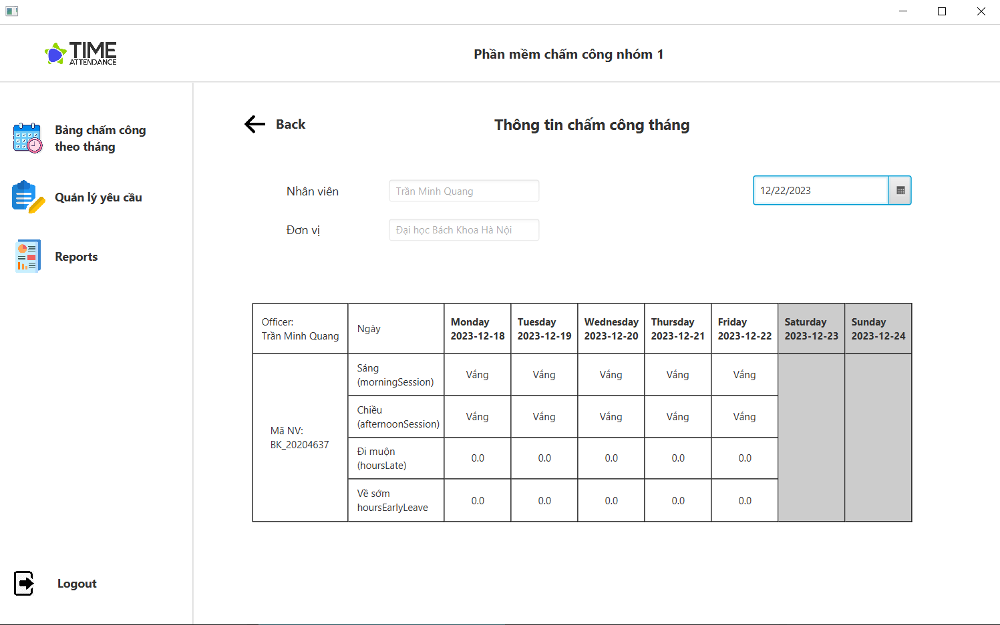 TIME
ATTENDANCE
Phần mềm chấm công nhóm 1
Bảng chấm công
theo tháng
Quản lý yêu cầu
Reports
Logout
Back
Thông tin chấm công tháng
Nhân viên
Trần Minh Quang
12/22/2023
Đơn vị
Đại học Bách Khoa Hà Nội
Officer:
Trần Minh Quang
Ngày
Monday
2023-12-18
Tuesday
2023-12-19
Wednesday
2023-12-20
Thursday
2023-12-21
Friday
2023-12-22
Saturday
2023-12-23
Sunday
2023-12-24
Mã NV:
BK_20204637
Sáng
(morningSession)
Vắng Vắng Vắng Vắng Vắng
Chiều
(afternoonSession)
Vắng Vắng Vắng Vắng Vắng
Đi muộn
(hoursLate)
0.0 0.0 0.0 0.0 0.0
Về sớm
hoursEarlyLeave
0.0 0.0 0.0 0.0 0.0